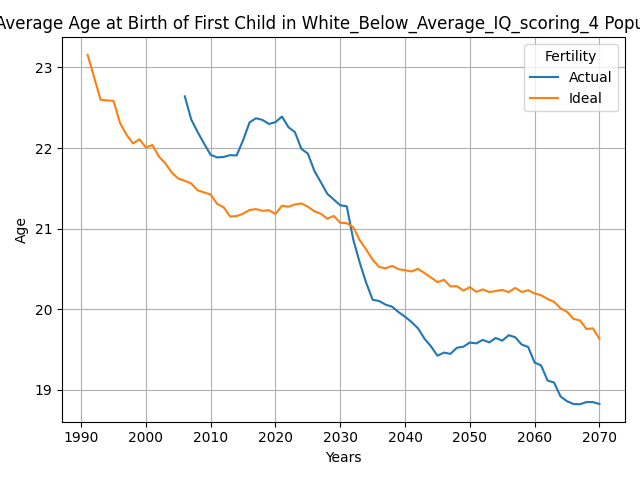 Average Age at Birth of First Child in White_Below_Average_IQ_scoring_4 Popu
Fertility
Actual
Ideal
23
22
21
20
19
Age
1990 2000 2010 2020 2030 2040 2050 2060 2070
Years